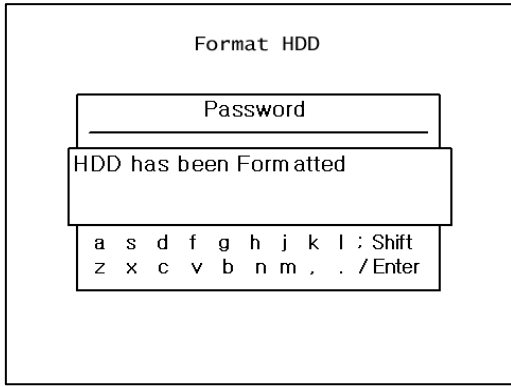 Format HDD
Password
HDD has been Formatted
a s d f g h j k l ; Shift
z x c v b n m , . / Enter